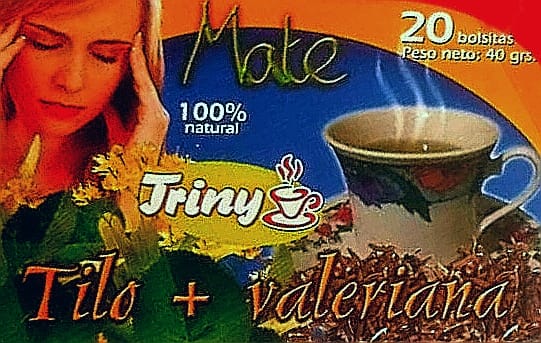 Mate
20 bolsitas
Peso neto: 40 grs.
100%
natural
Triny
Tilo + valeriana